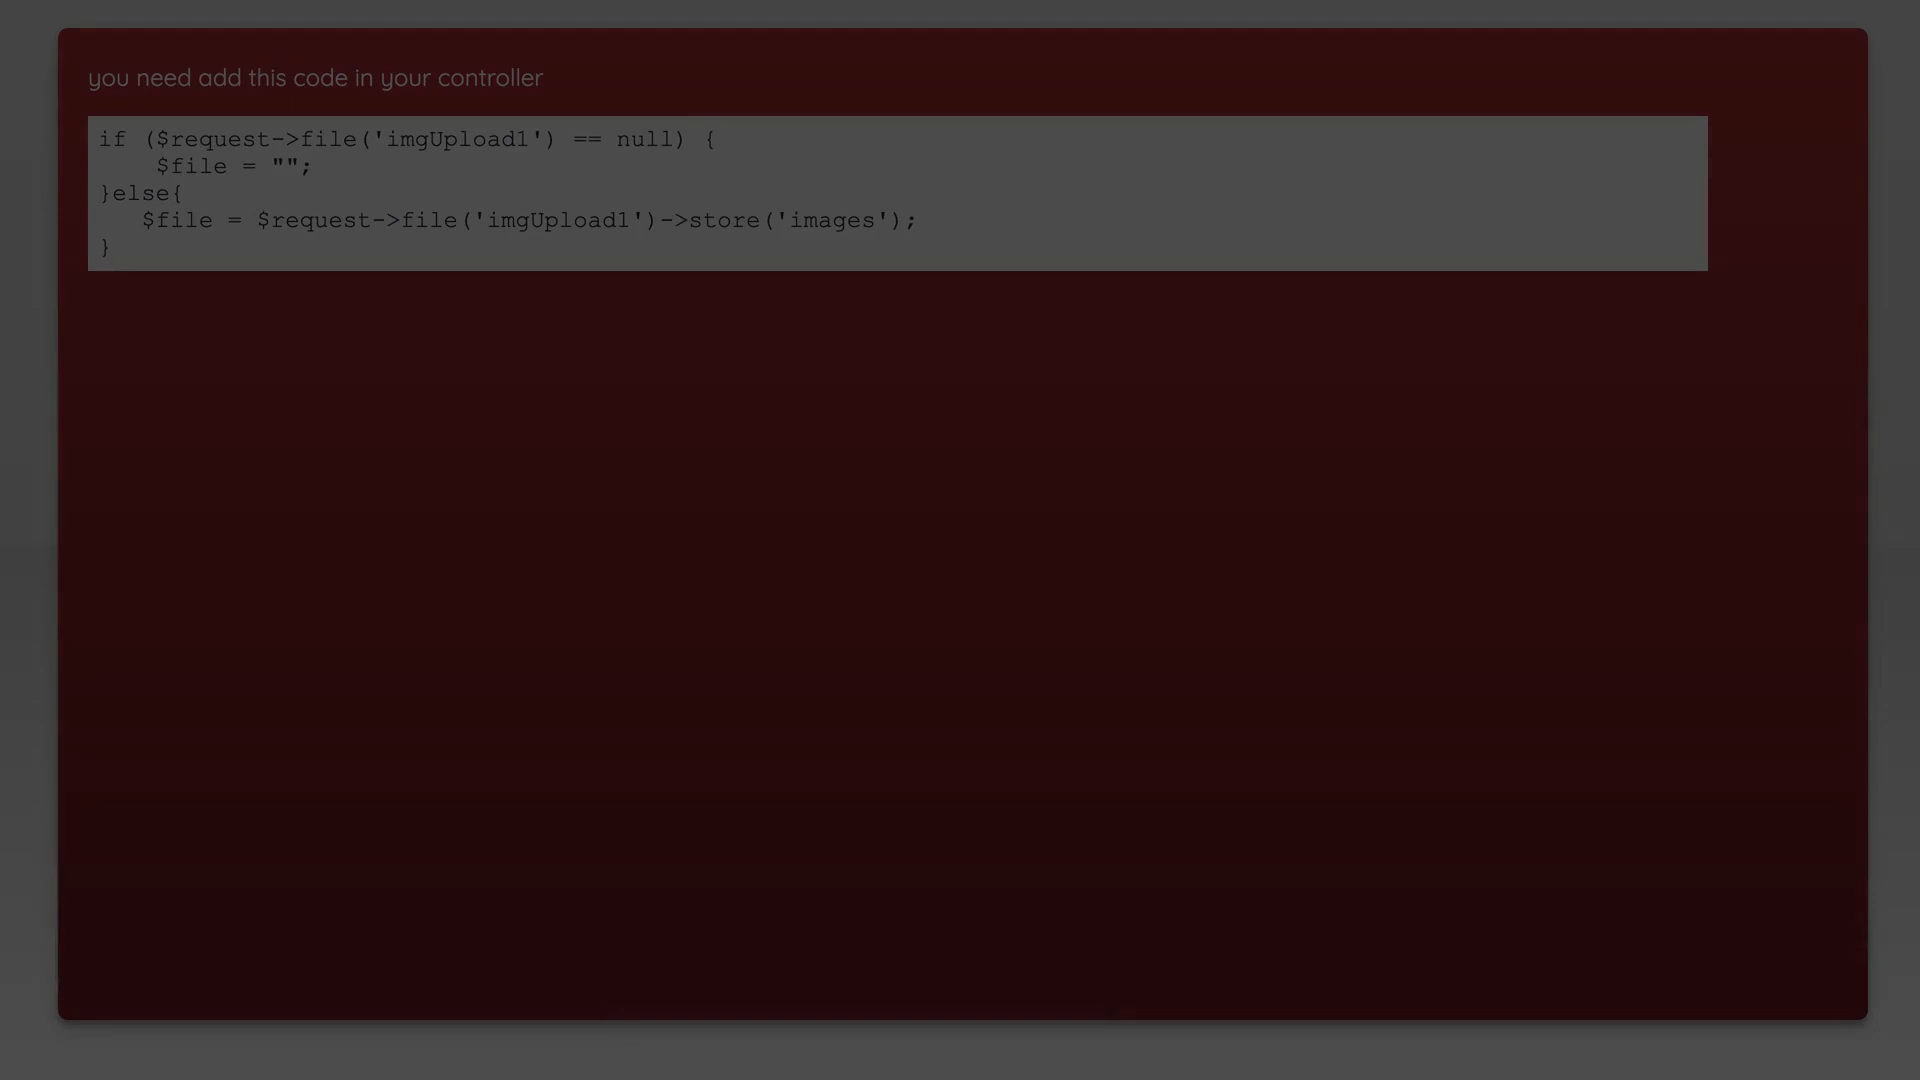 you need add this code in your controller
if ($request->file('imgUpload1') == null) {
    $file = "";
}else{
   $file = $request->file('imgUpload1')->store('images');
}